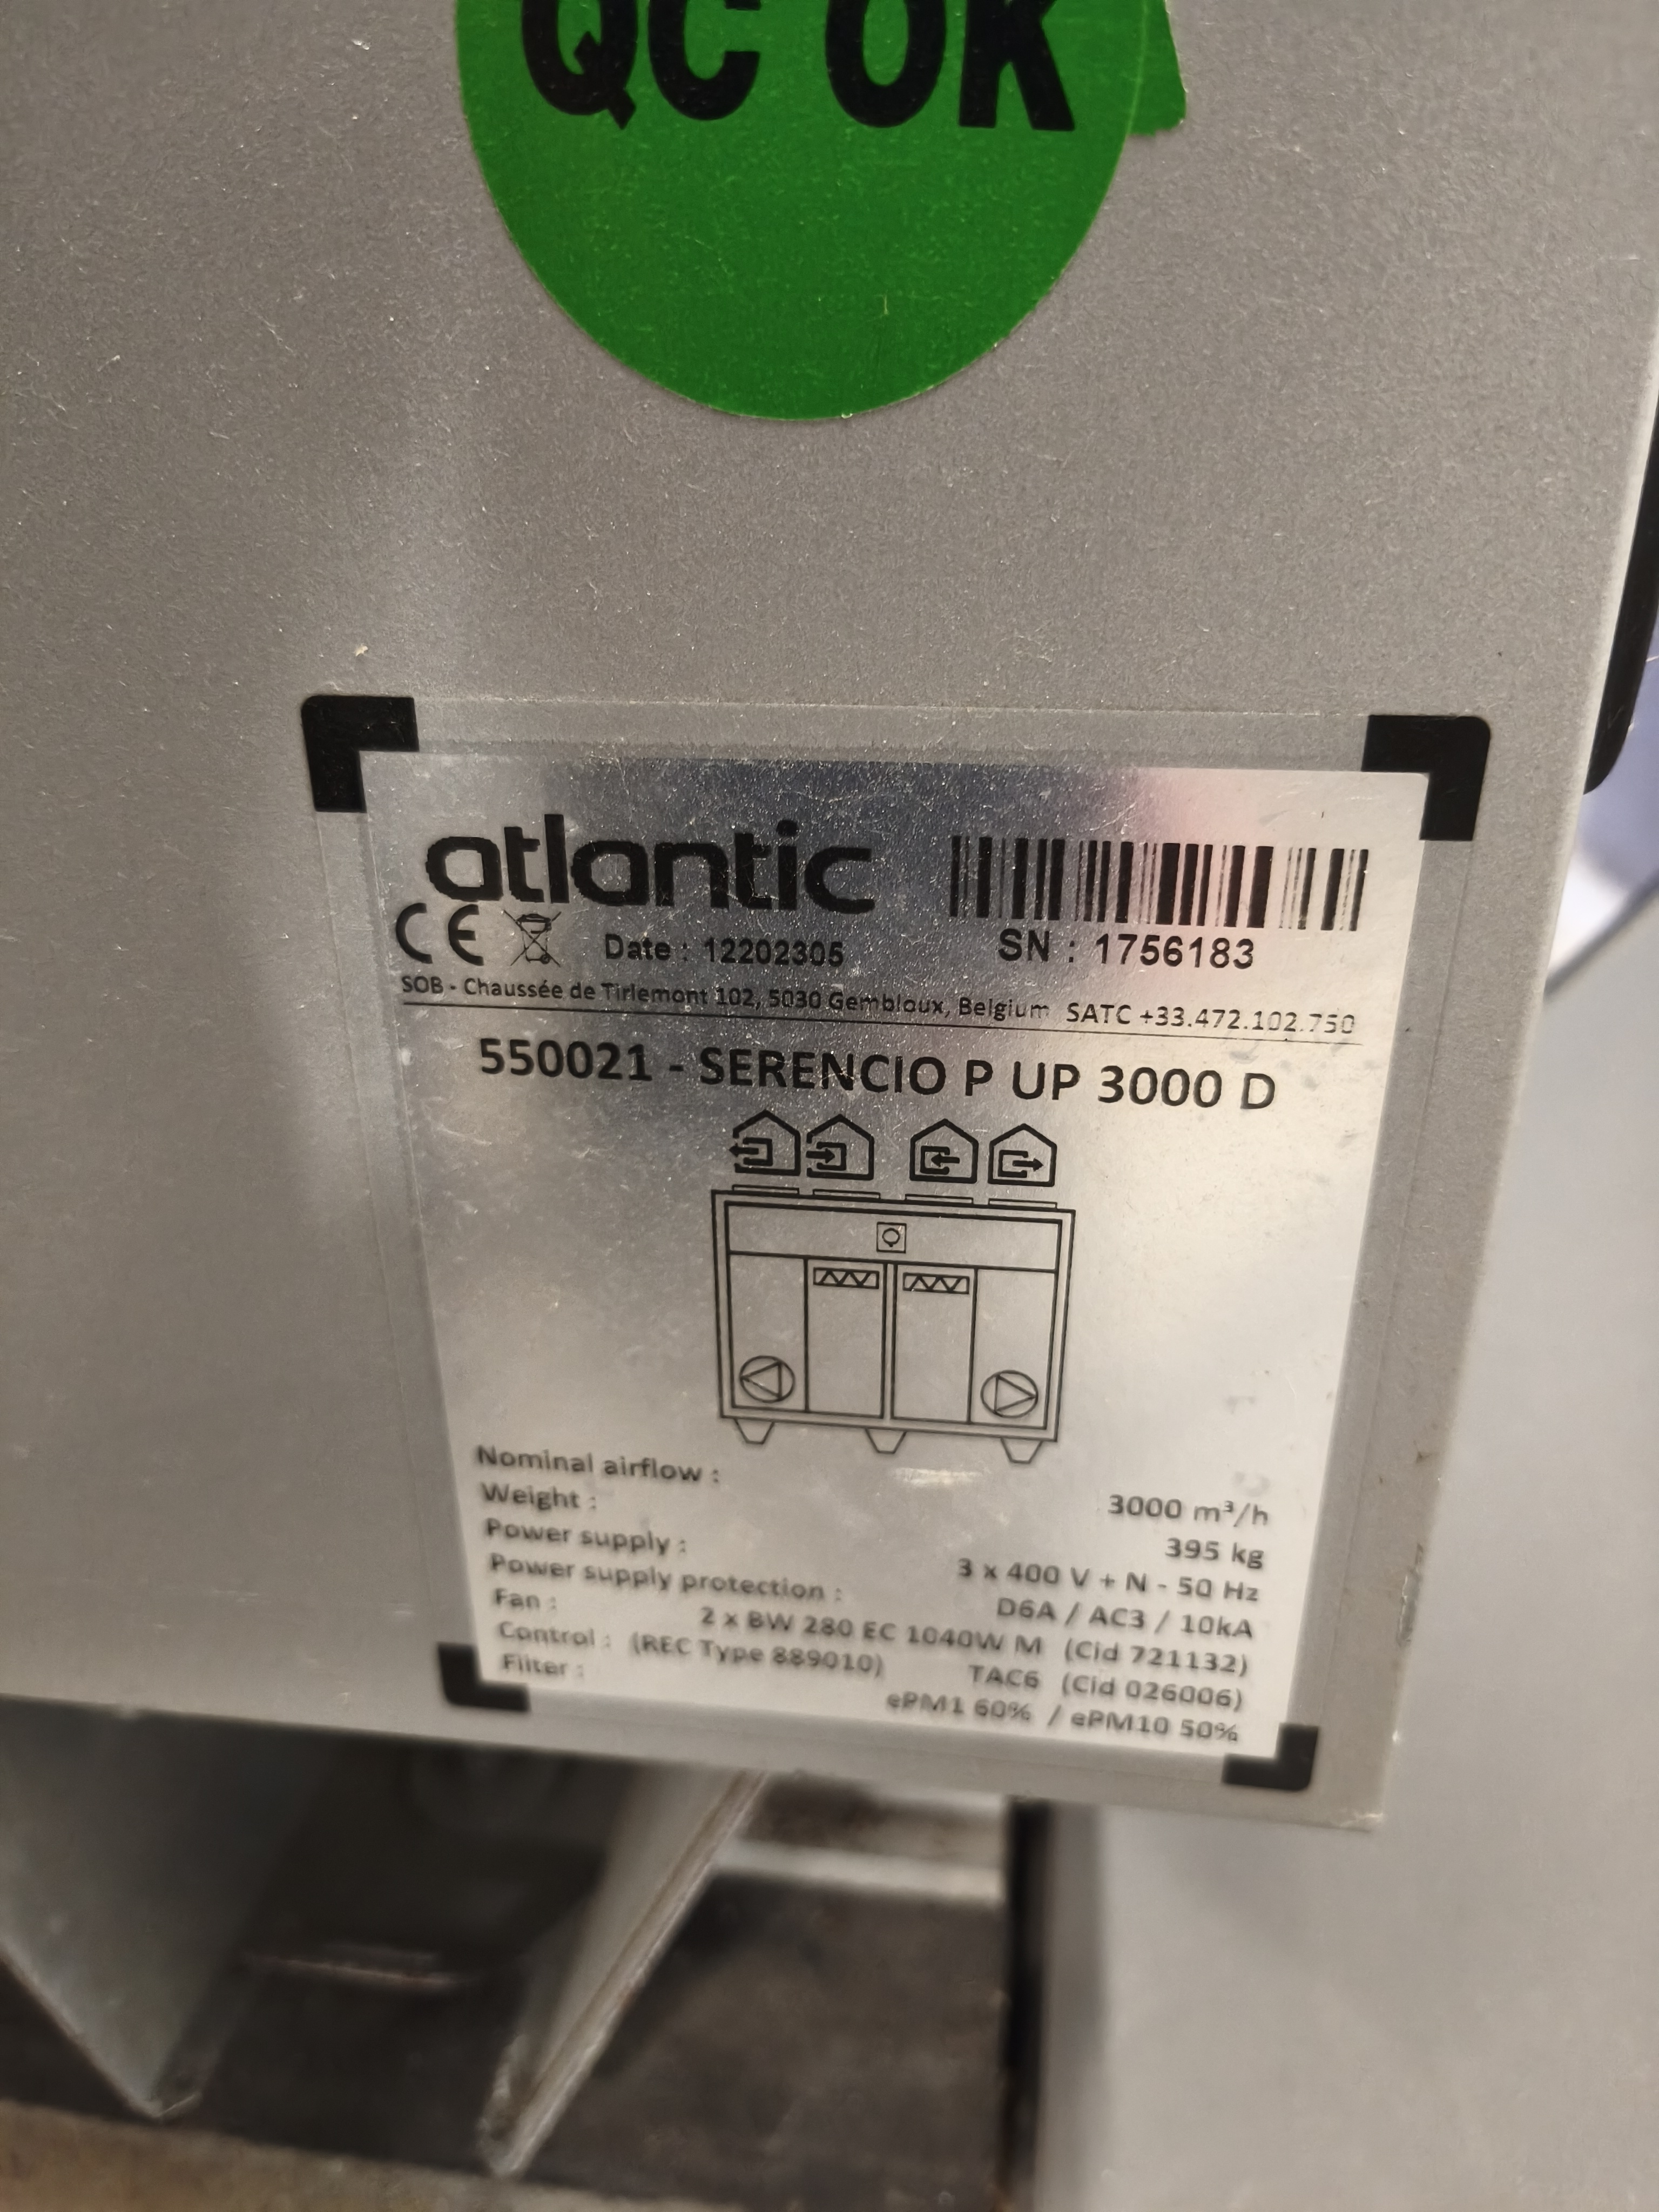 QC OK
atlantic
CE Date : 12202305 SN : 1756183
SOB - Chaussée de Tirlemont 102, 5030 Gembloux, Belgium SATC +33.472.102.750
550021 - SERENCIO P UP 3000 D
Nominal airflow : 3000 m³/h
Weight : 395 kg
Power supply : 3 x 400 V + N - 50 Hz
Power supply protection : D6A / AC3 / 10kA
Fan : 2 x BW 280 EC 1040W M (Cid 721132)
Control : (REC Type 889010) TAC6 (Cid 026006)
Filter : ePM1 60% / ePM10 50%